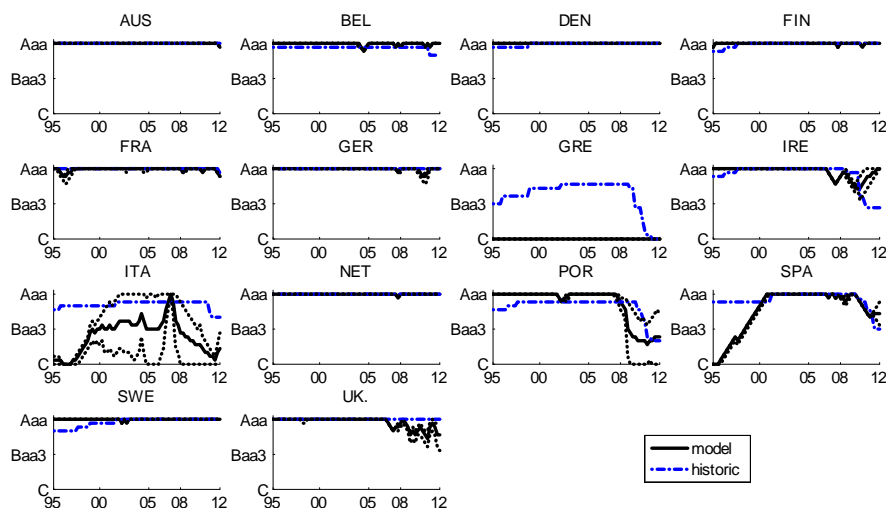 AUS BEL DEN FIN
Aaa Aaa Aaa Aaa
Baa3 Baa3 Baa3 Baa3
C C C C
95 00 05 08 12 95 00 05 08 12 95 00 05 08 12 95 00 05 08 12
FRA GER GRE IRE
Aaa Aaa Aaa Aaa
Baa3 Baa3 Baa3 Baa3
C C C C
95 00 05 08 12 95 00 05 08 12 95 00 05 08 12 95 00 05 08 12
ITA NET POR SPA
Aaa Aaa Aaa Aaa
Baa3 Baa3 Baa3 Baa3
C C C C
95 00 05 08 12 95 00 05 08 12 95 00 05 08 12 95 00 05 08 12
SWE UK.
Aaa Aaa
Baa3 Baa3
C C
95 00 05 08 12 95 00 05 08 12
model
historic